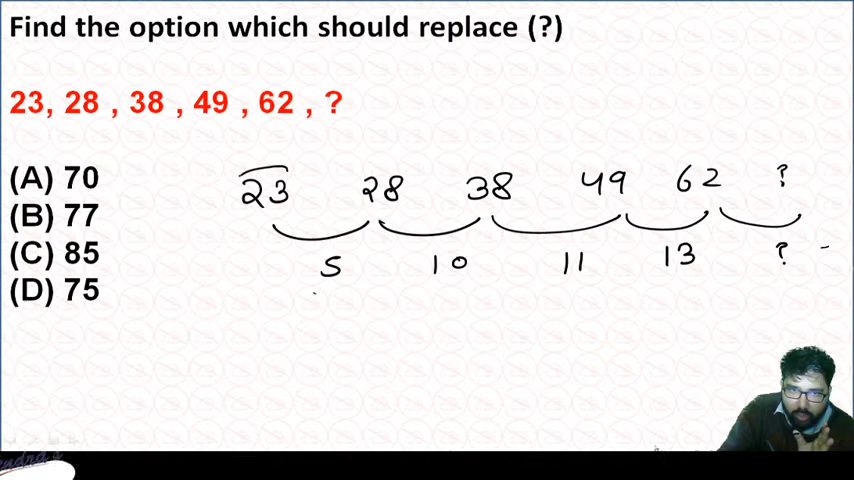 Find the option which should replace (?)
23, 28 , 38 , 49 , 62 , ?
(A) 70
(B) 77
(C) 85
(D) 75
23 28 38 49 62 ?
5 10 11 13 ?